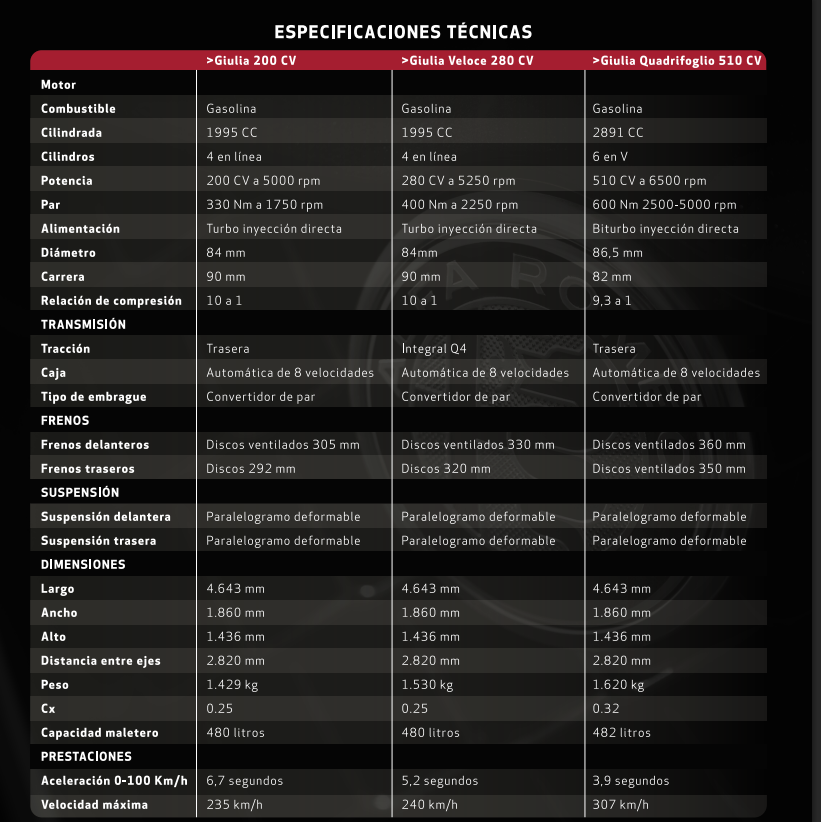 ESPECIFICACIONES TÉCNICAS
>Giulia 200 CV >Giulia Veloce 280 CV >Giulia Quadrifoglio 510 CV
Motor
Combustible Gasolina Gasolina Gasolina
Cilindrada 1995 CC 1995 CC 2891 CC
Cilindros 4 en línea 4 en línea 6 en V
Potencia 200 CV a 5000 rpm 280 CV a 5250 rpm 510 CV a 6500 rpm
Par 330 Nm a 1750 rpm 400 Nm a 2250 rpm 600 Nm 2500-5000 rpm
Alimentación Turbo inyección directa Turbo inyección directa Biturbo inyección directa
Diámetro 84 mm 84mm 86,5 mm
Carrera 90 mm 90 mm 82 mm
Relación de compresión 10 a 1 10 a 1 9,3 a 1
TRANSMISIÓN
Tracción Trasera Integral Q4 Trasera
Caja Automática de 8 velocidades Automática de 8 velocidades Automática de 8 velocidades
Tipo de embrague Convertidor de par Convertidor de par Convertidor de par
FRENOS
Frenos delanteros Discos ventilados 305 mm Discos ventilados 330 mm Discos ventilados 360 mm
Frenos traseros Discos 292 mm Discos 320 mm Discos ventilados 350 mm
SUSPENSIÓN
Suspensión delantera Paralelogramo deformable Paralelogramo deformable Paralelogramo deformable
Suspensión trasera Paralelogramo deformable Paralelogramo deformable Paralelogramo deformable
DIMENSIONES
Largo 4.643 mm 4.643 mm 4.643 mm
Ancho 1.860 mm 1.860 mm 1.860 mm
Alto 1.436 mm 1.436 mm 1.436 mm
Distancia entre ejes 2.820 mm 2.820 mm 2.820 mm
Peso 1.429 kg 1.530 kg 1.620 kg
Cx 0.25 0.25 0.32
Capacidad maletero 480 litros 480 litros 482 litros
PRESTACIONES
Aceleración 0-100 Km/h 6,7 segundos 5,2 segundos 3,9 segundos
Velocidad máxima 235 km/h 240 km/h 307 km/h